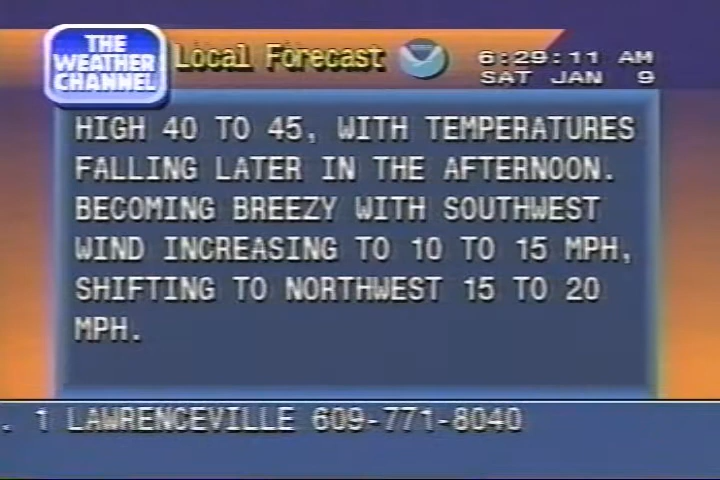 THE
WEATHER
CHANNEL
Local Forecast
6:29:11 AM
SAT JAN 9
HIGH 40 TO 45, WITH TEMPERATURES
FALLING LATER IN THE AFTERNOON.
BECOMING BREEZY WITH SOUTHWEST
WIND INCREASING TO 10 TO 15 MPH,
SHIFTING TO NORTHWEST 15 TO 20
MPH.
. 1 LAWRENCEVILLE 609-771-8040